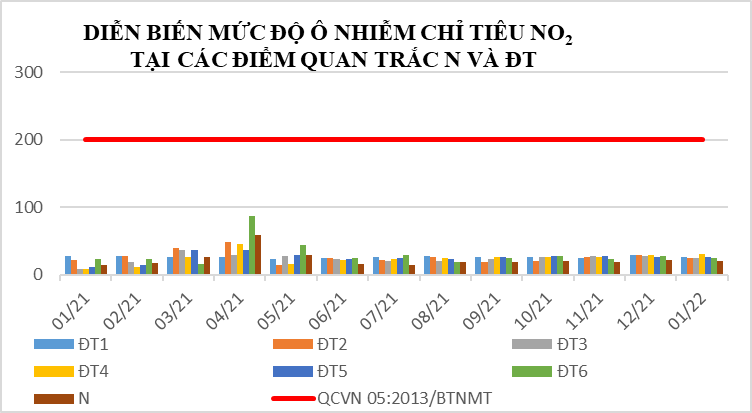 DIỄN BIẾN MỨC ĐỘ Ô NHIỄM CHỈ TIÊU NO₂
TẠI CÁC ĐIỂM QUAN TRẮC N VÀ ĐT
300
200
100
0
01/21 02/21 03/21 04/21 05/21 06/21 07/21 08/21 09/21 10/21 11/21 12/21 01/22
ĐT1 ĐT2 ĐT3
ĐT4 ĐT5 ĐT6
N QCVN 05:2013/BTNMT